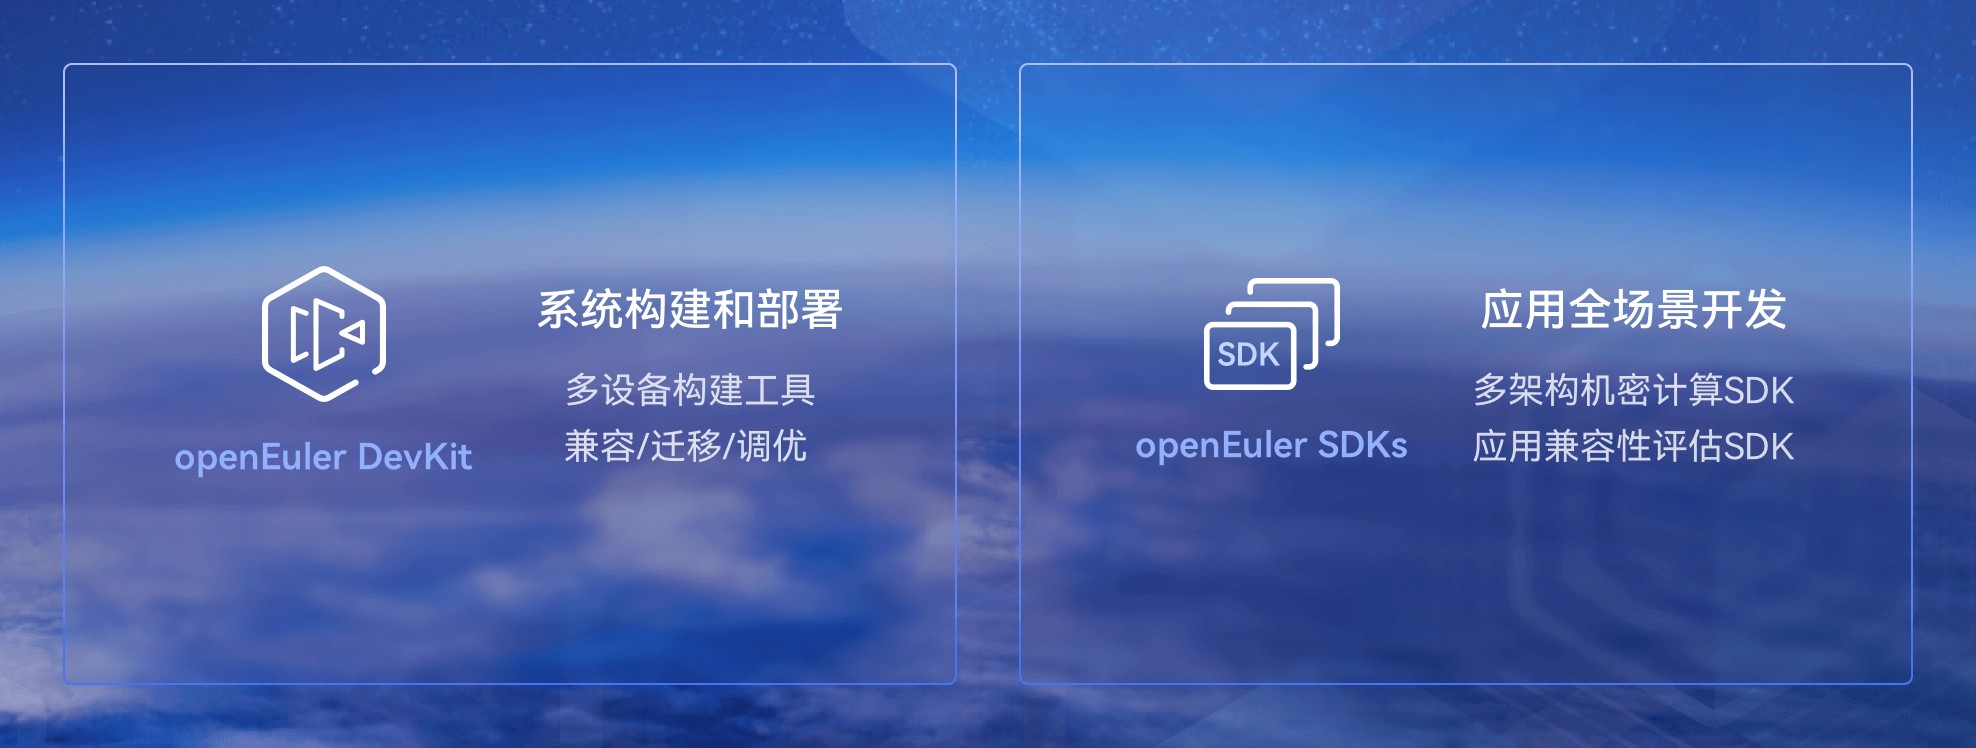 系统构建和部署
多设备构建工具
兼容/迁移/调优
openEuler DevKit
应用全场景开发
SDK
多架构机密计算SDK
应用兼容性评估SDK
openEuler SDKs